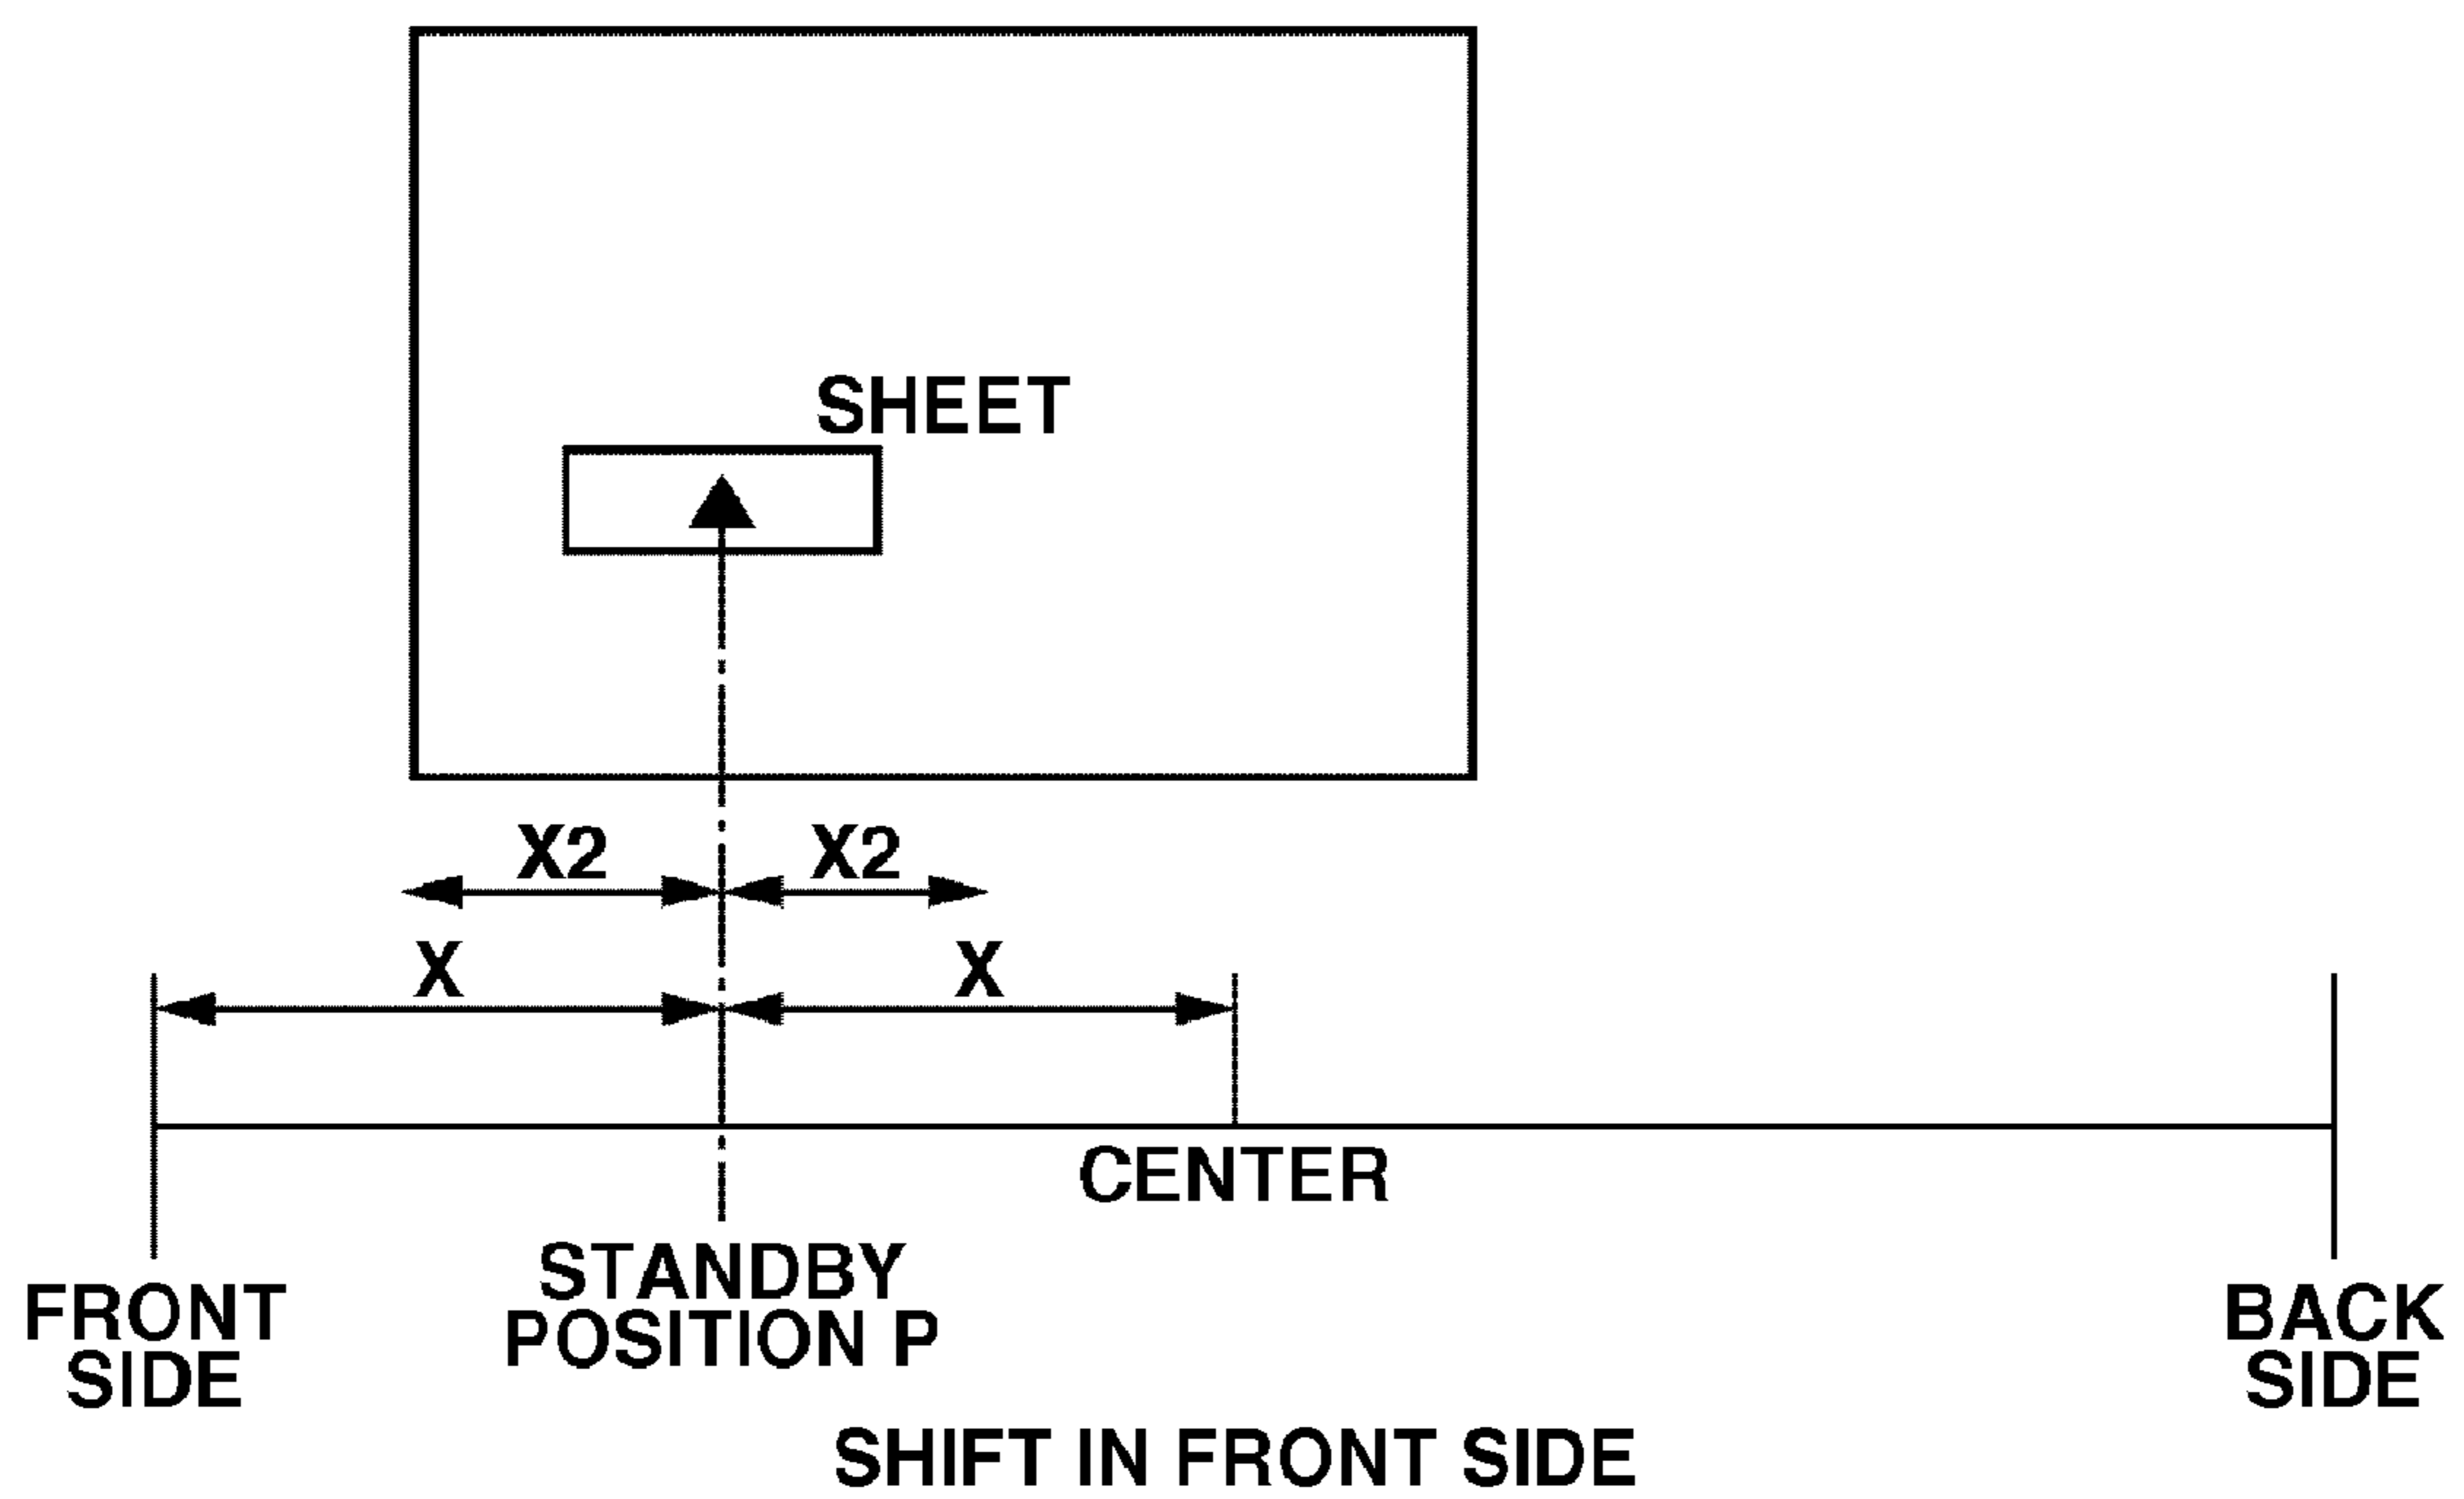 SHEET
X2 X2
X X
CENTER
STANDBY
POSITION P
FRONT
SIDE
BACK
SIDE
SHIFT IN FRONT SIDE